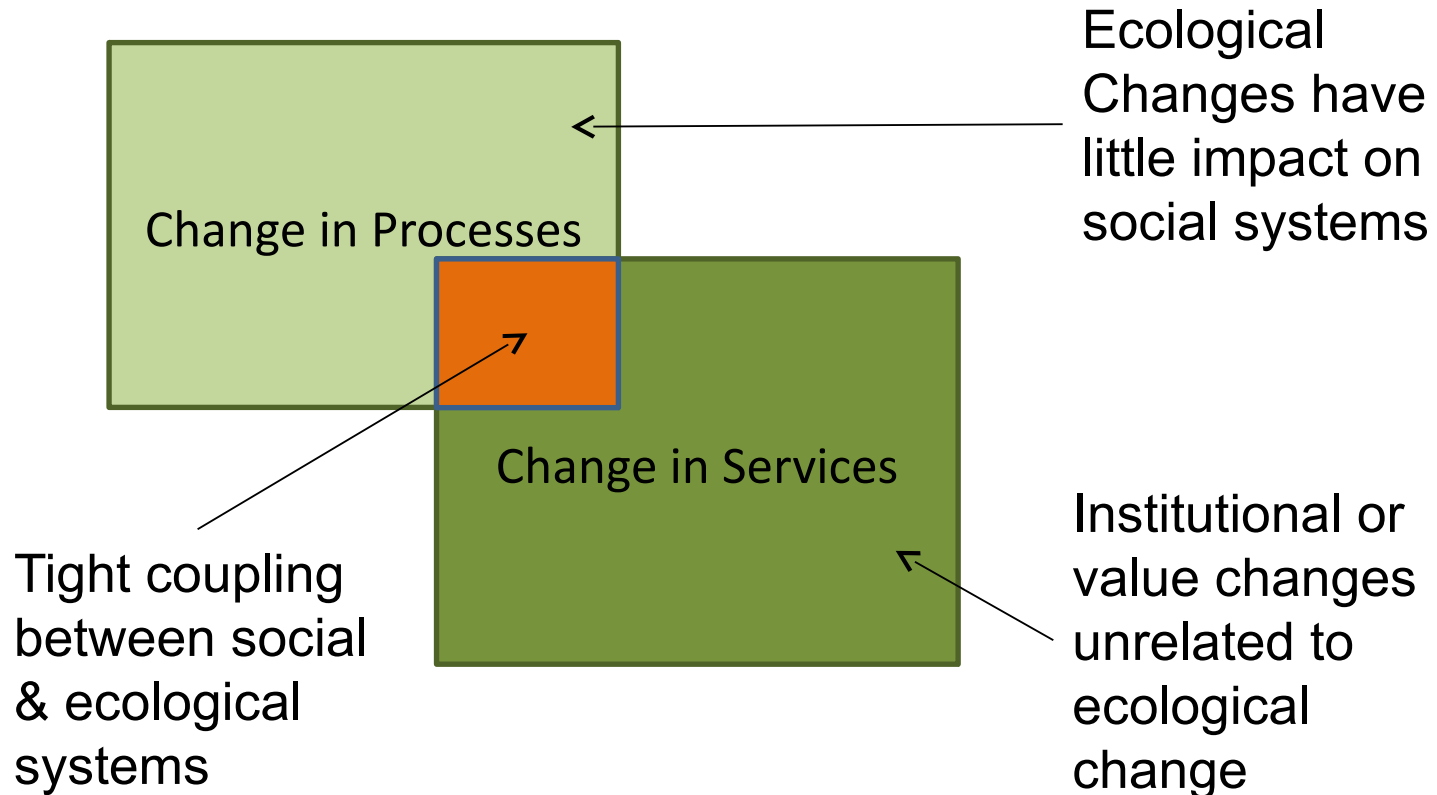 Ecological
Changes have
little impact on
social systems
Change in Processes
Change in Services
Tight coupling
between social
& ecological
systems
Institutional or
value changes
unrelated to
ecological
change